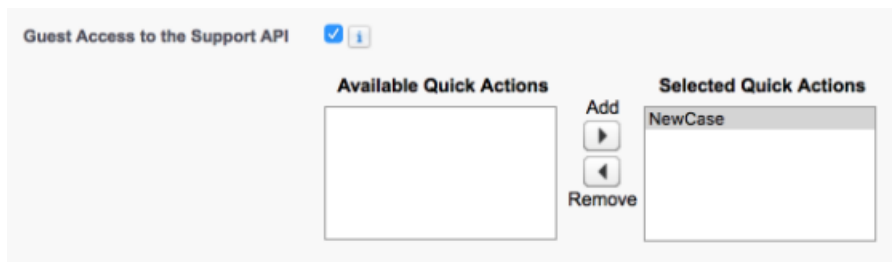 Guest Access to the Support API
Available Quick Actions
Selected Quick Actions
Add
NewCase
Remove